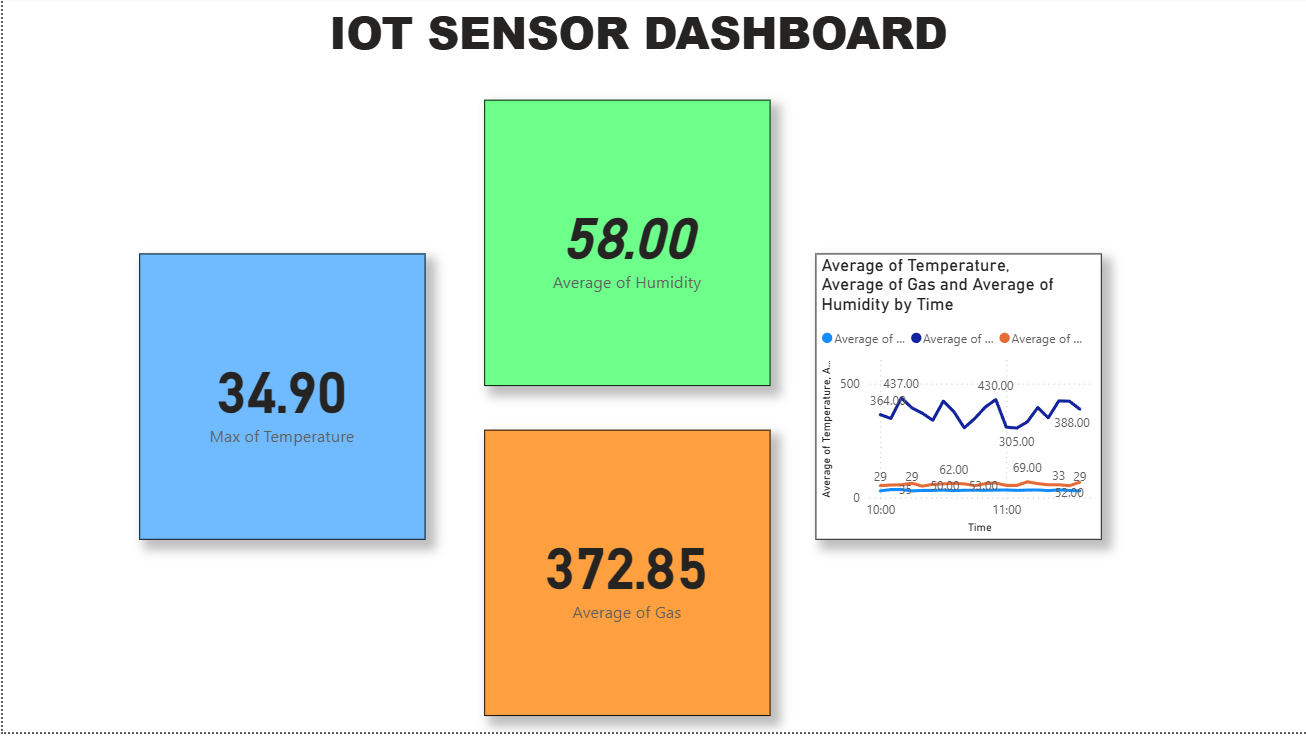 IOT SENSOR DASHBOARD
58.00
Average of Humidity
34.90
Max of Temperature
372.85
Average of Gas
Average of Temperature,
Average of Gas and Average of
Humidity by Time
Average of ... Average of ... Average of ...
Average of Temperature, A...
500
0
437.00
364.00
430.00
305.00
388.00
29
29
35
62.00
50.00
53.00
69.00
33
29
52.00
10:00
11:00
Time